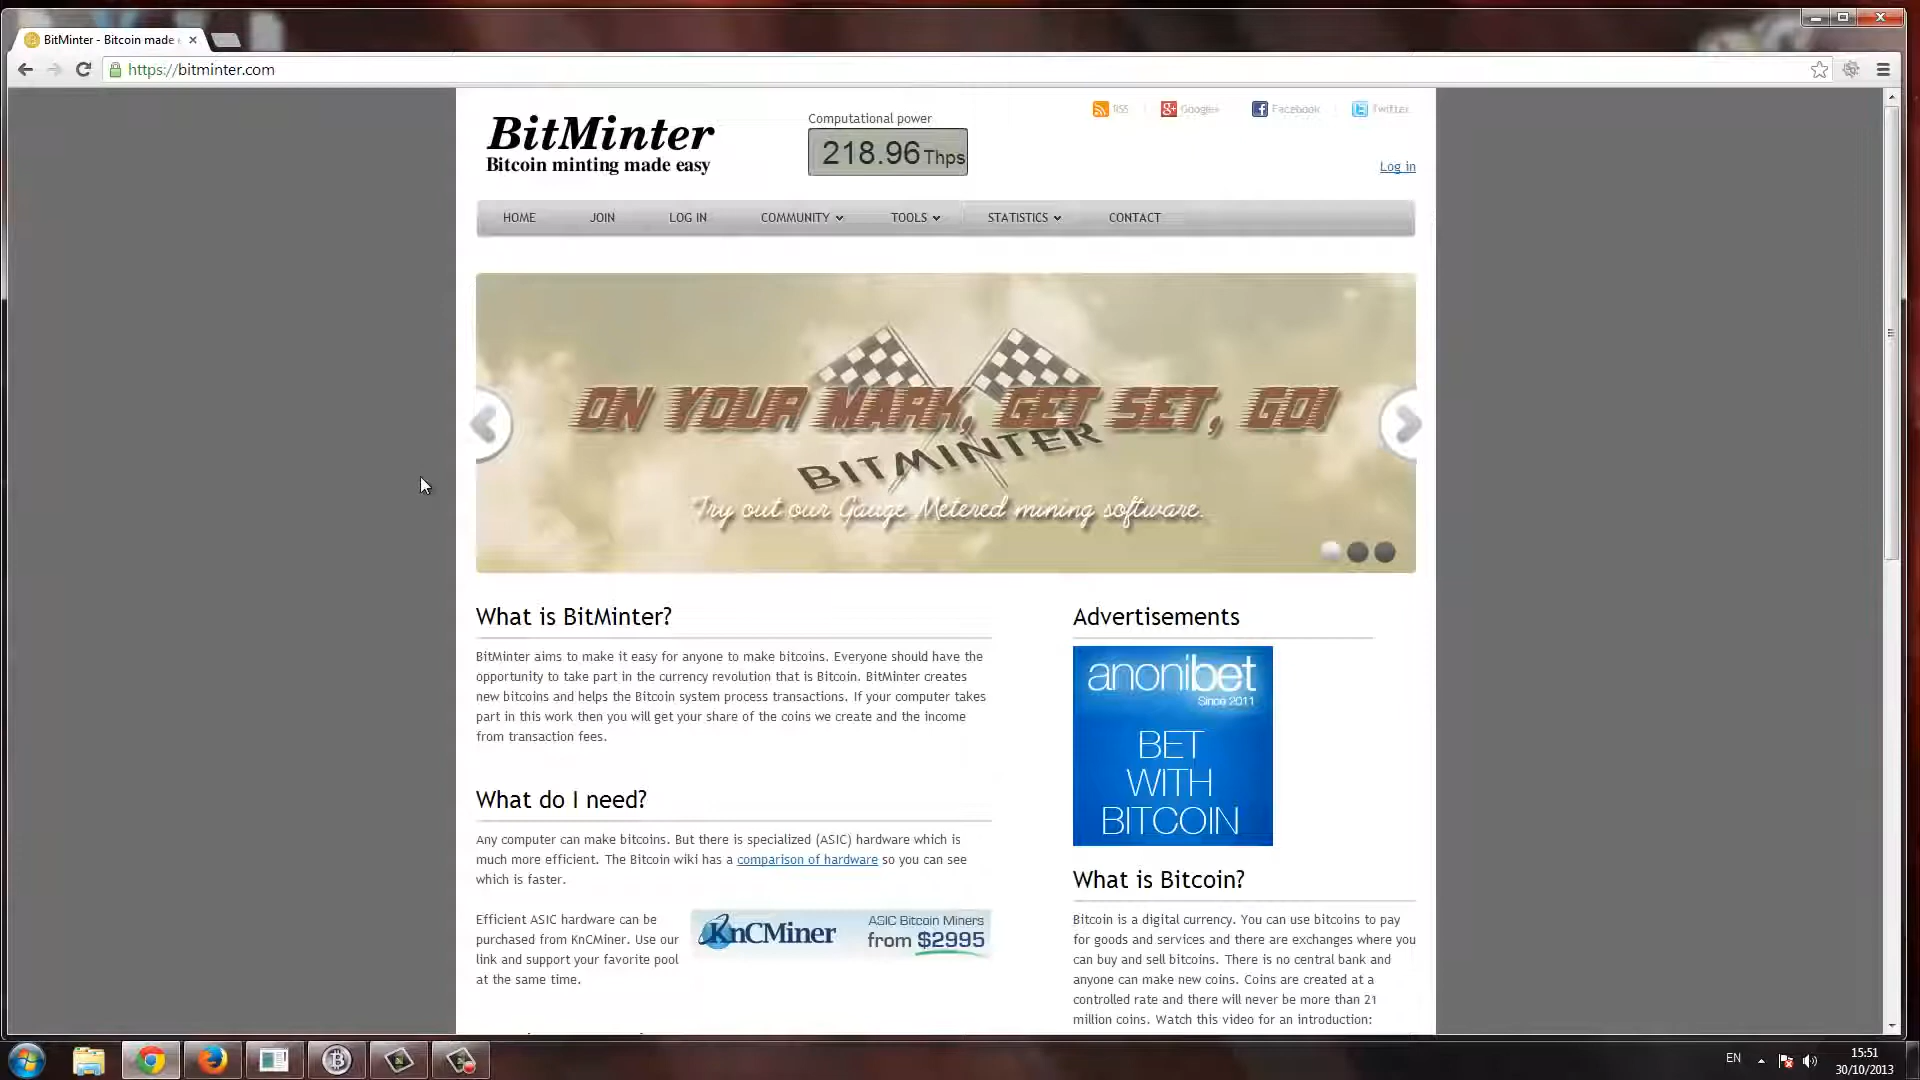 BitMinter - Bitcoin made
https://bitminter.com
BitMinter
Bitcoin minting made easy
Computational power
218.96 Thps
RSS
Google+
Facebook
Twitter
Log in
HOME
JOIN
LOG IN
COMMUNITY
TOOLS
STATISTICS
CONTACT
ON YOUR MARK, GET SET, GO!
BITMINTER
Try out our Gauge Metered mining software.
What is BitMinter?
BitMinter aims to make it easy for anyone to make bitcoins. Everyone should have the
opportunity to take part in the currency revolution that is Bitcoin. BitMinter creates
new bitcoins and helps the Bitcoin system process transactions. If your computer takes
part in this work then you will get your share of the coins we create and the income
from transaction fees.
What do I need?
Any computer can make bitcoins. But there is specialized (ASIC) hardware which is
much more efficient. The Bitcoin wiki has a comparison of hardware so you can see
which is faster.
Efficient ASIC hardware can be
purchased from KnCMiner. Use our
link and support your favorite pool
at the same time.
KnCMiner
ASIC Bitcoin Miners
from $2995
Advertisements
anonibet
Since 2011
BET
WITH
BITCOIN
What is Bitcoin?
Bitcoin is a digital currency. You can use bitcoins to pay
for goods and services and there are exchanges where you
can buy and sell bitcoins. There is no central bank and
anyone can make new coins. Coins are created at a
controlled rate and there will never be more than 21
million coins. Watch this video for an introduction:
EN
15:51
30/10/2013